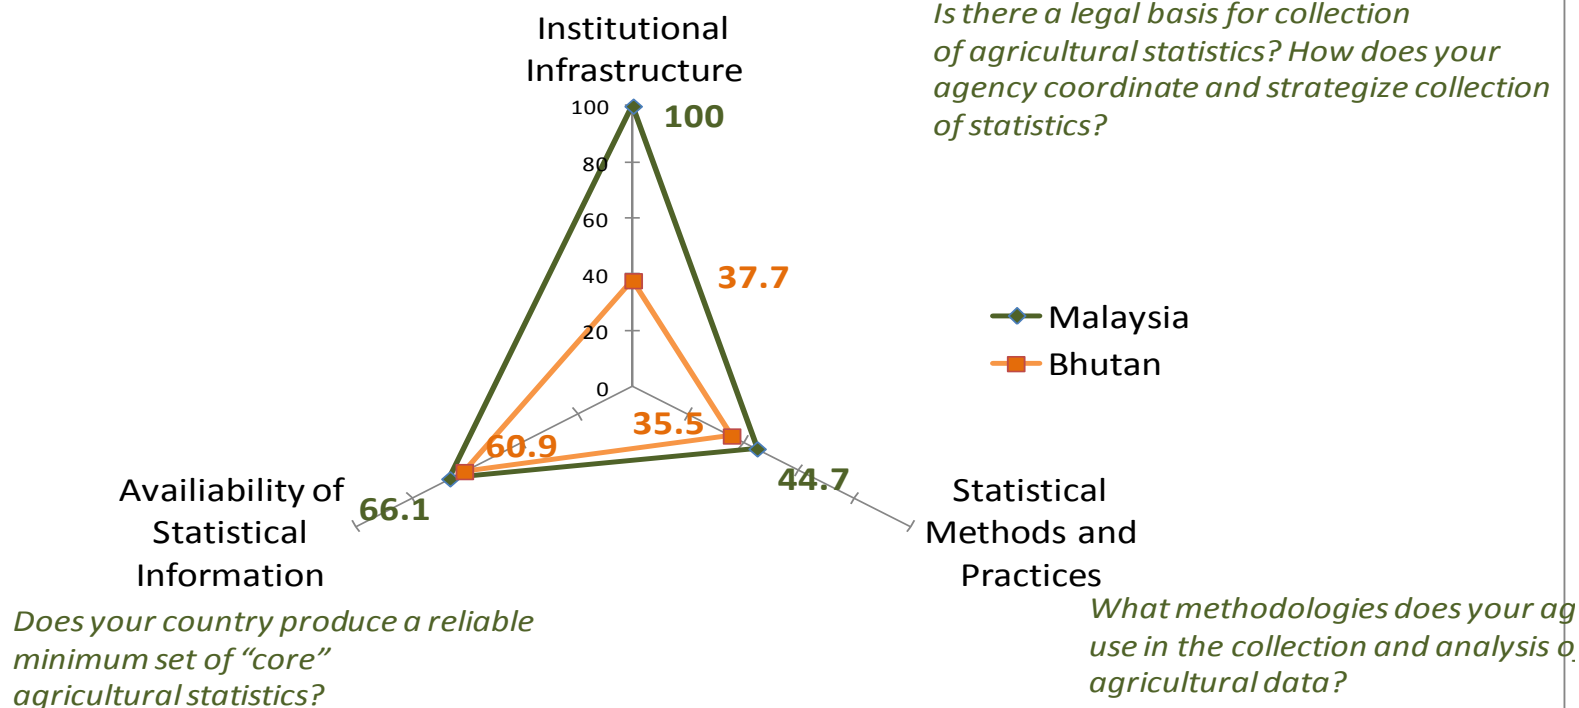 Institutional
Infrastructure
Is there a legal basis for collection
of agricultural statistics? How does your
agency coordinate and strategize collection
of statistics?
100
100
80
60
40
37.7
20
0
Malaysia
Bhutan
35.5
60.9
44.7
66.1
Availiability of
Statistical
Information
Statistical
Methods and
Practices
Does your country produce a reliable
minimum set of “core”
agricultural statistics?
What methodologies does your ag
use in the collection and analysis o
agricultural data?